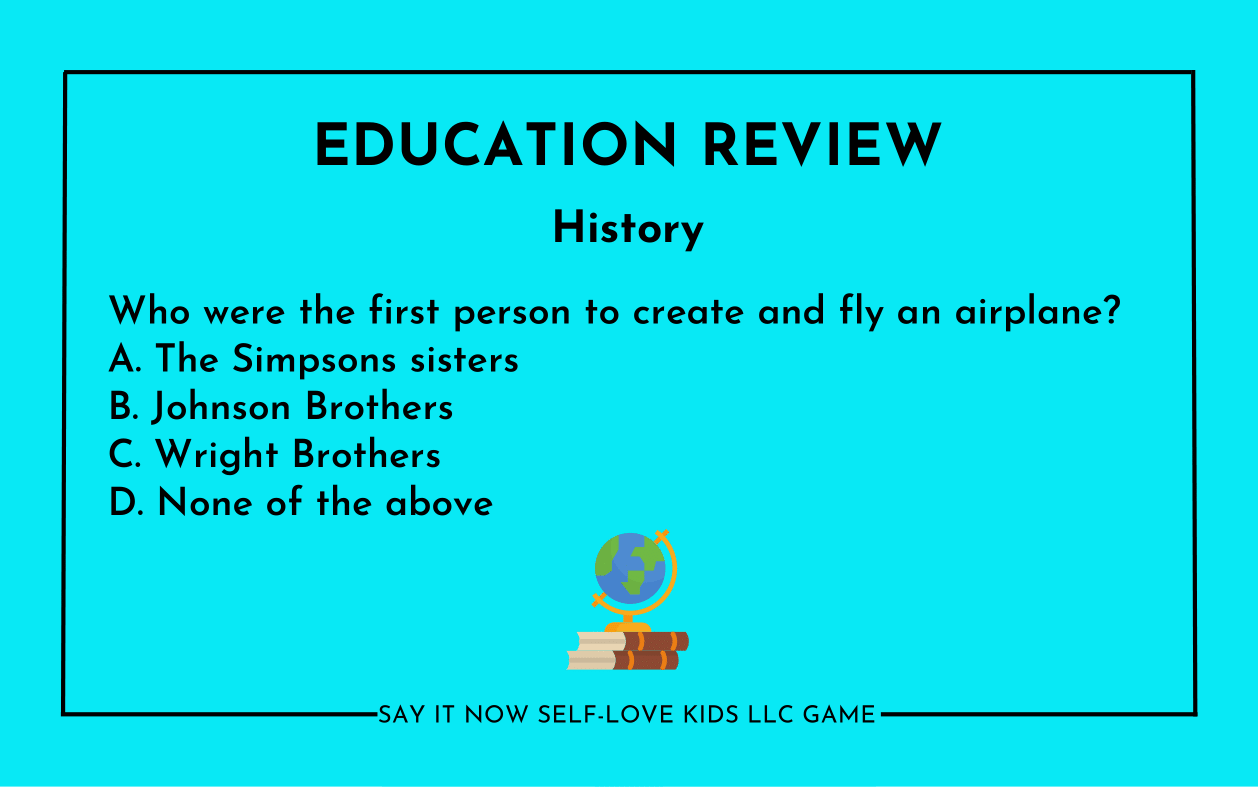 EDUCATION REVIEW
History
Who were the first person to create and fly an airplane?
A. The Simpsons sisters
B. Johnson Brothers
C. Wright Brothers
D. None of the above
SAY IT NOW SELF-LOVE KIDS LLC GAME